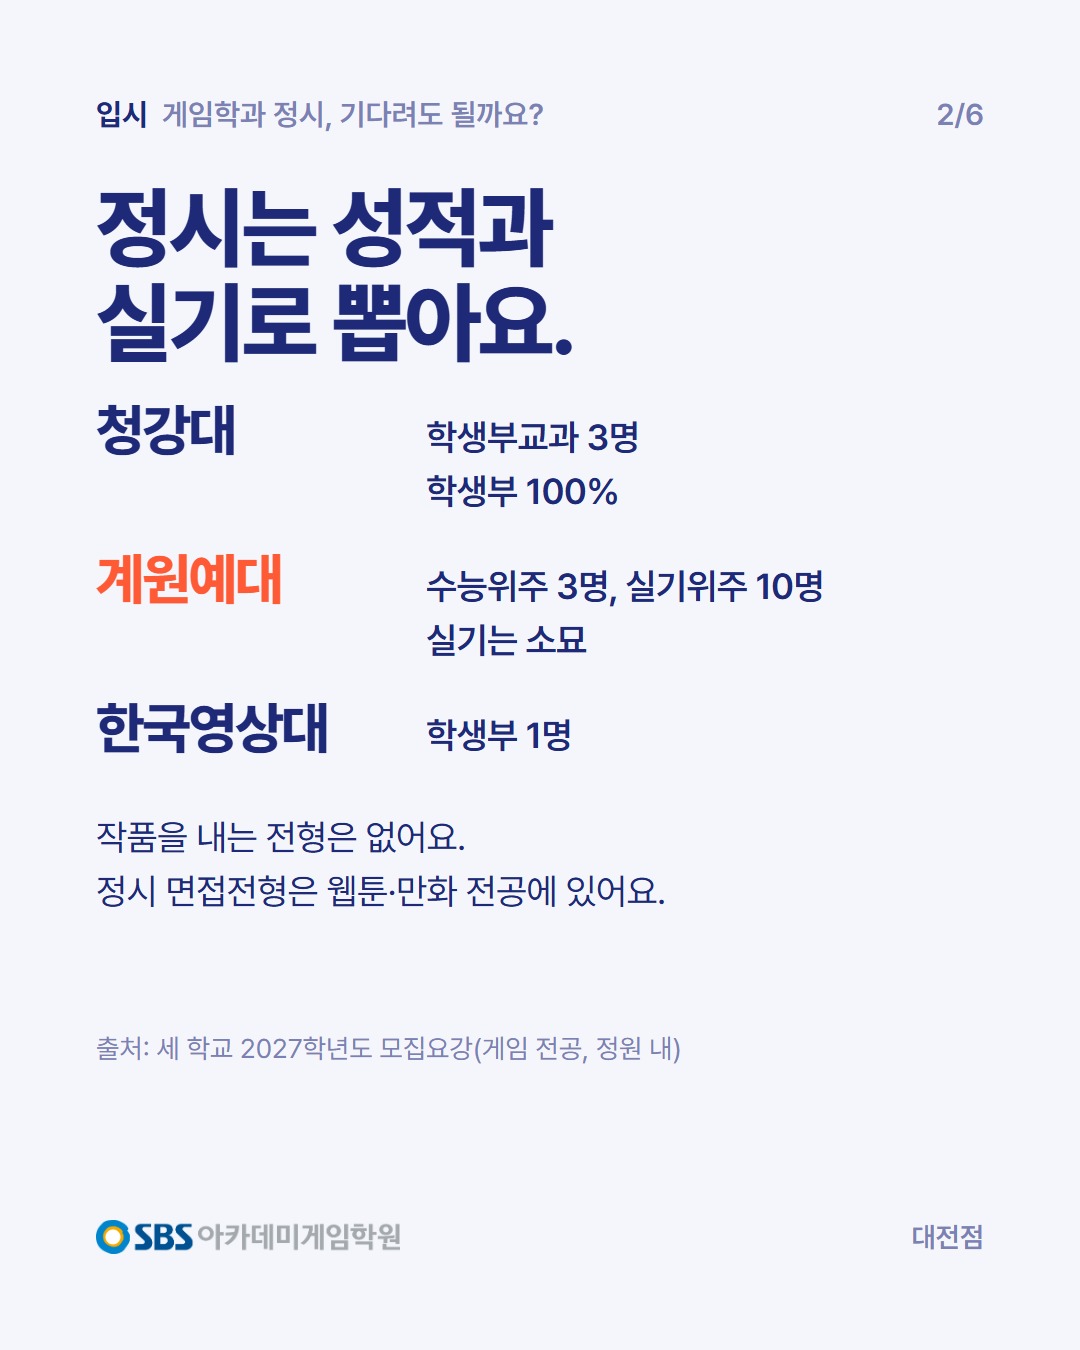 입시 게임학과 정시, 기다려도 될까요? 2/6
정시는 성적과
실기로 뽑아요.
청강대 학생부교과 3명
학생부 100%
계원예대 수능위주 3명, 실기위주 10명
실기는 소묘
한국영상대 학생부 1명
작품을 내는 전형은 없어요.
정시 면접전형은 웹툰·만화 전공에 있어요.
출처: 세 학교 2027학년도 모집요강(게임 전공, 정원 내)
SBS 아카데미게임학원 대전점